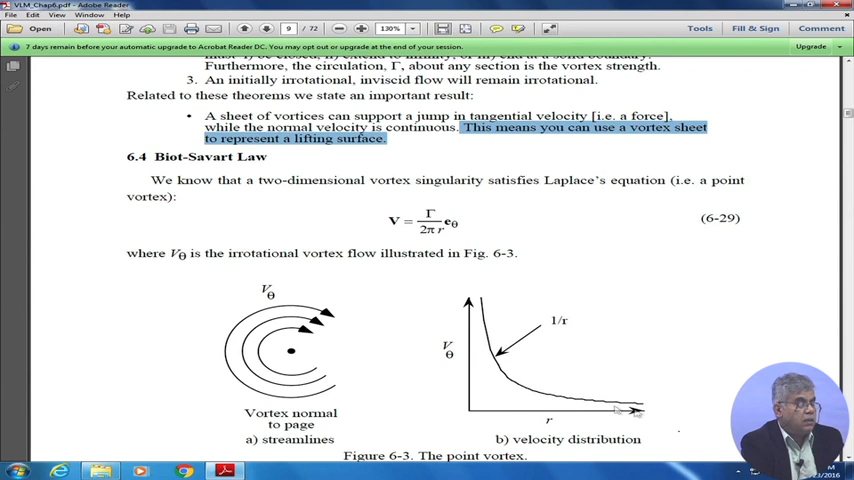 VLM_Chap6.pdf - Adobe Reader
File Edit View Window Help
Open 9 / 72 130% Tools Fill & Sign Comment
7 days remain before your automatic upgrade to Acrobat Reader DC. You may opt out or upgrade at the end of your session. Upgrade
Furthermore, the circulation, Γ, about any section is the vortex strength.
3. An initially irrotational, inviscid flow will remain irrotational.
Related to these theorems we state an important result:
• A sheet of vortices can support a jump in tangential velocity [i.e. a force],
while the normal velocity is continuous. This means you can use a vortex sheet
to represent a lifting surface.
6.4 Biot-Savart Law
We know that a two-dimensional vortex singularity satisfies Laplace's equation (i.e. a point
vortex):
V = Γ / 2π r eθ (6-29)
where Vθ is the irrotational vortex flow illustrated in Fig. 6-3.
Vθ
1/r
Vθ
r
Vortex normal
to page
a) streamlines
b) velocity distribution
Figure 6-3. The point vortex.